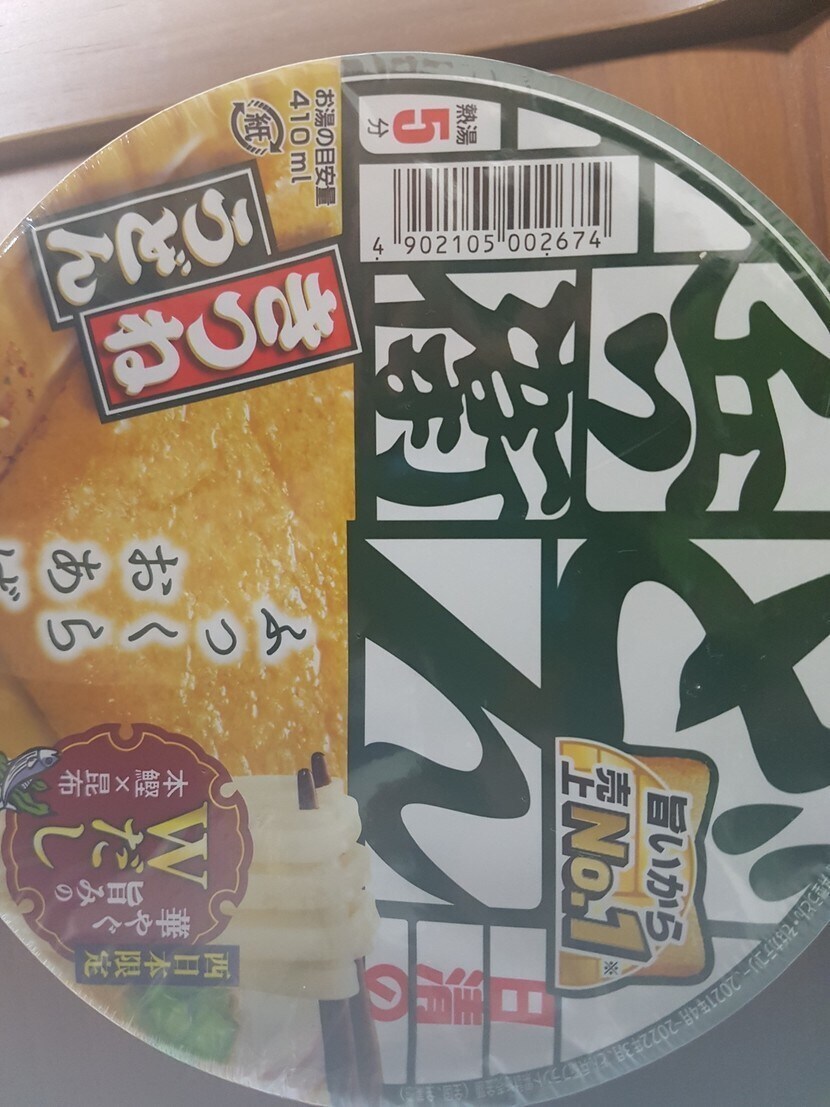 日清の
どん
兵衛
きつね
うどん
熱湯
5分
お湯の目安量
410ml
紙
4 902105 002674
旨いから
売上
No.1※
ふっくら
おあげ
本鰹×昆布
Wだし
華やぐ
旨みの
西日本限定